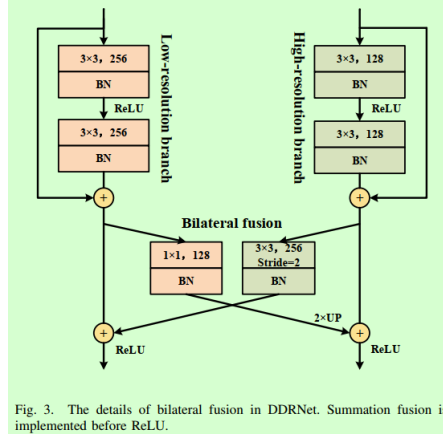 3×3, 256
BN
ReLU
3×3, 256
BN
Low-resolution branch
High-resolution branch
3×3, 128
BN
ReLU
3×3, 128
BN
+
+
Bilateral fusion
1×1, 128
BN
3×3, 256
Stride=2
BN
2×UP
+
+
ReLU
ReLU
Fig. 3. The details of bilateral fusion in DDRNet. Summation fusion i
implemented before ReLU.